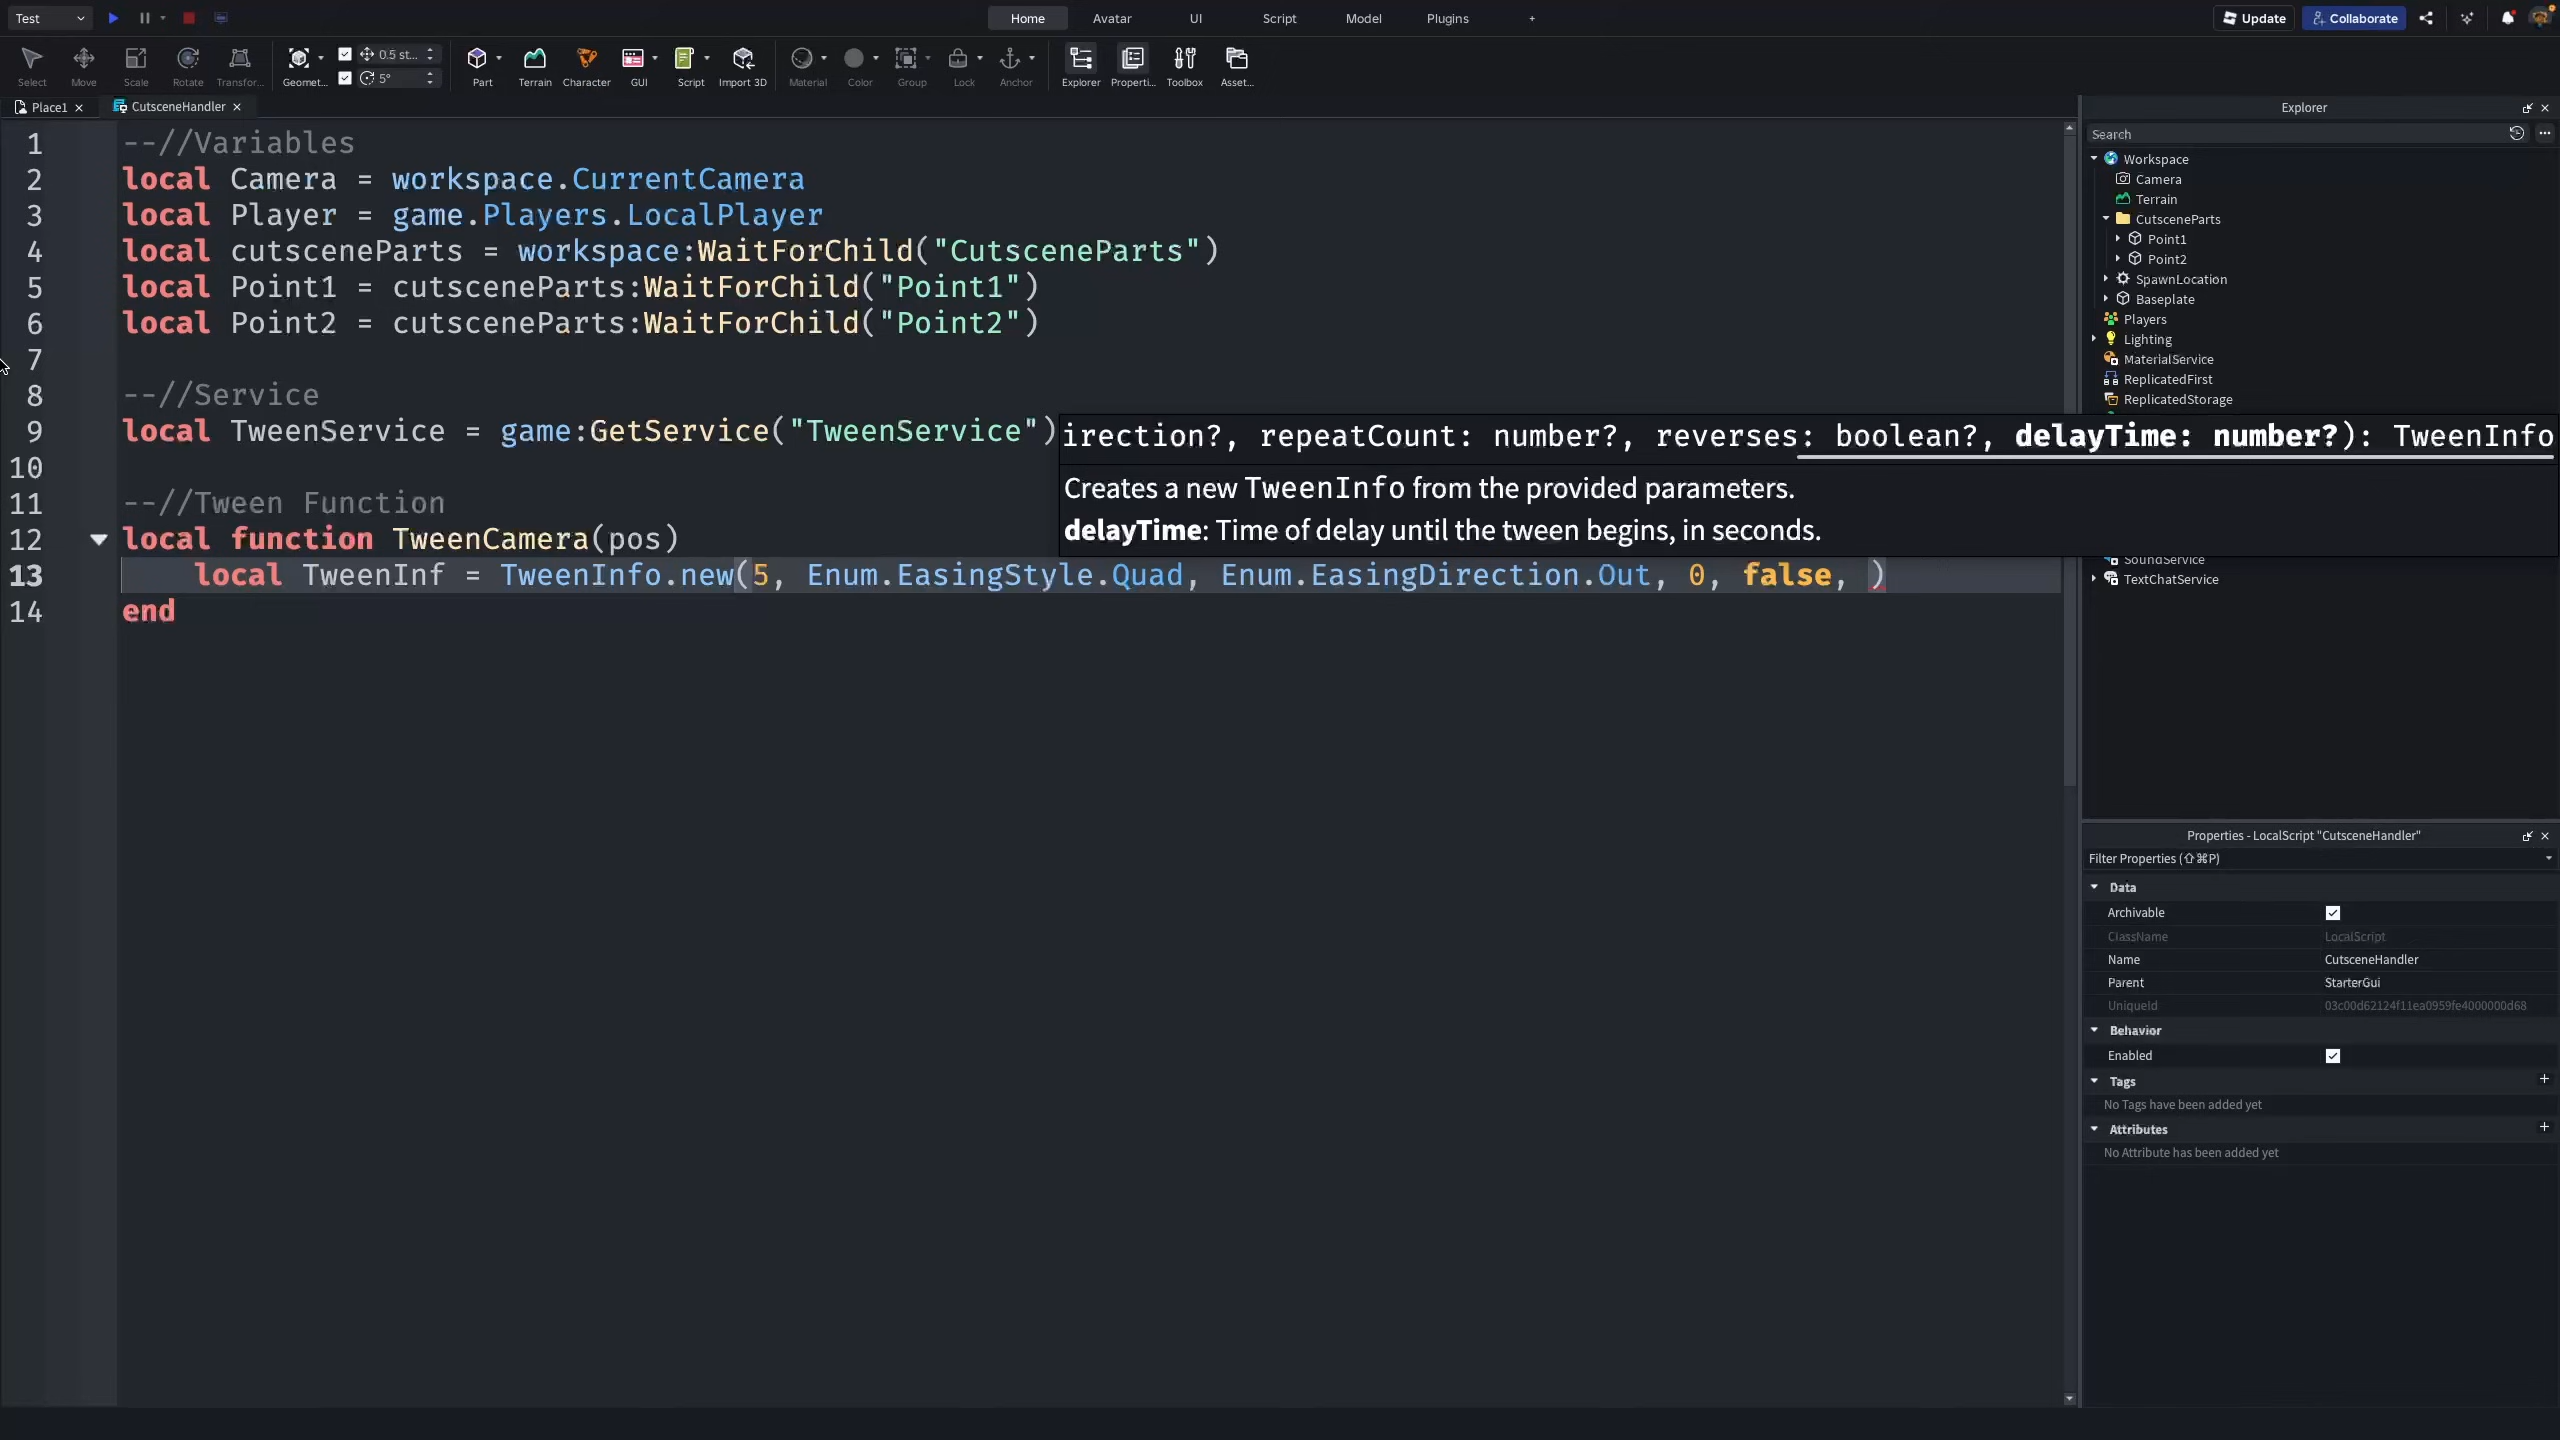 Test
Home Avatar UI Script Model Plugins +
Update Collaborate
Select Move Scale Rotate Transfor... Geomet... 0.5 st... 5° Part Terrain Character GUI Script Import 3D Material Color Group Lock Anchor Explorer Properti... Toolbox Asset...
Place1 CutsceneHandler
1 --//Variables
2 local Camera = workspace.CurrentCamera
3 local Player = game.Players.LocalPlayer
4 local cutsceneParts = workspace:WaitForChild("CutsceneParts")
5 local Point1 = cutsceneParts:WaitForChild("Point1")
6 local Point2 = cutsceneParts:WaitForChild("Point2")
7
8 --//Service
9 local TweenService = game:GetService("TweenService")
10
11 --//Tween Function
12 local function TweenCamera(pos)
13 local TweenInf = TweenInfo.new(5, Enum.EasingStyle.Quad, Enum.EasingDirection.Out, 0, false, )
14 end
irection?, repeatCount: number?, reverses: boolean?, delayTime: number?): TweenInfo
Creates a new TweenInfo from the provided parameters.
delayTime: Time of delay until the tween begins, in seconds.
Explorer
Search
Workspace
Camera
Terrain
CutsceneParts
Point1
Point2
SpawnLocation
Baseplate
Players
Lighting
MaterialService
ReplicatedFirst
ReplicatedStorage
SoundService
TextChatService
Properties - LocalScript "CutsceneHandler"
Filter Properties (⇧⌘P)
Data
Archivable
ClassName LocalScript
Name CutsceneHandler
Parent StarterGui
UniqueId 03c00d62124f11ea0959fe4000000d68
Behavior
Enabled
Tags
No Tags have been added yet
Attributes
No Attribute has been added yet